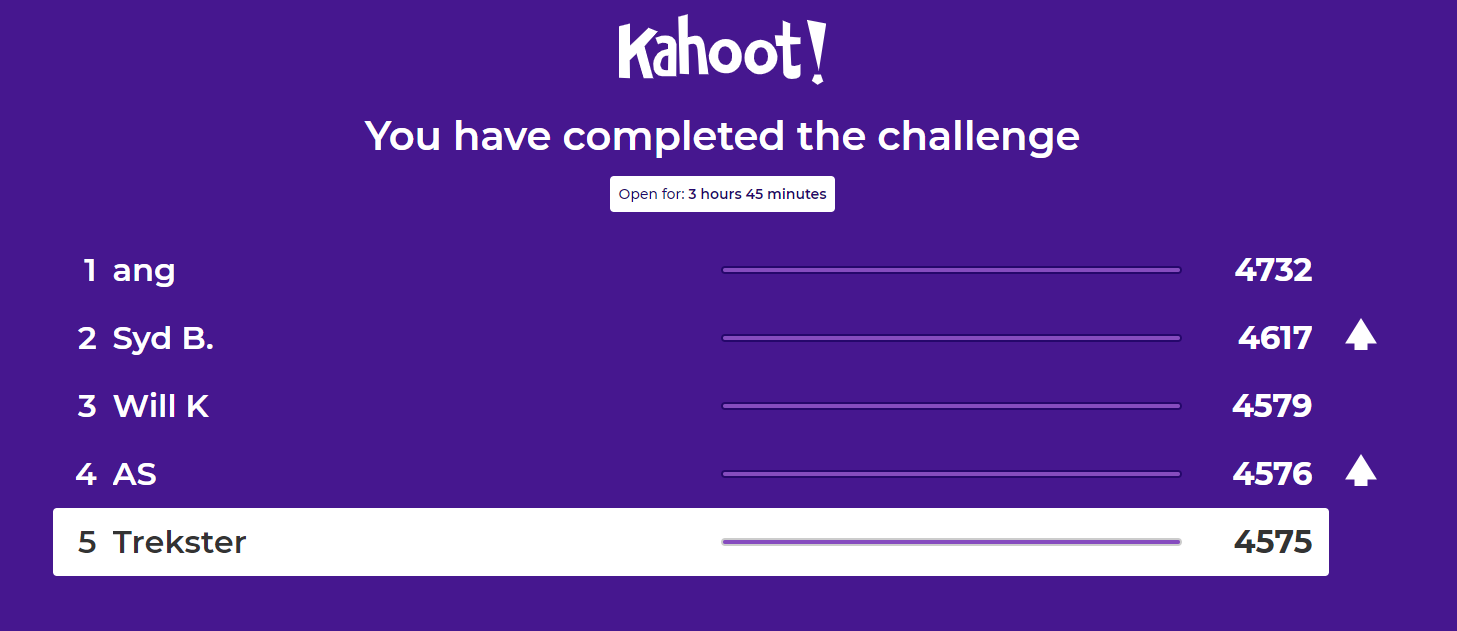 Kahoot!
You have completed the challenge
Open for: 3 hours 45 minutes
1 ang 4732
2 Syd B. 4617
3 Will K 4579
4 AS 4576
5 Trekster 4575